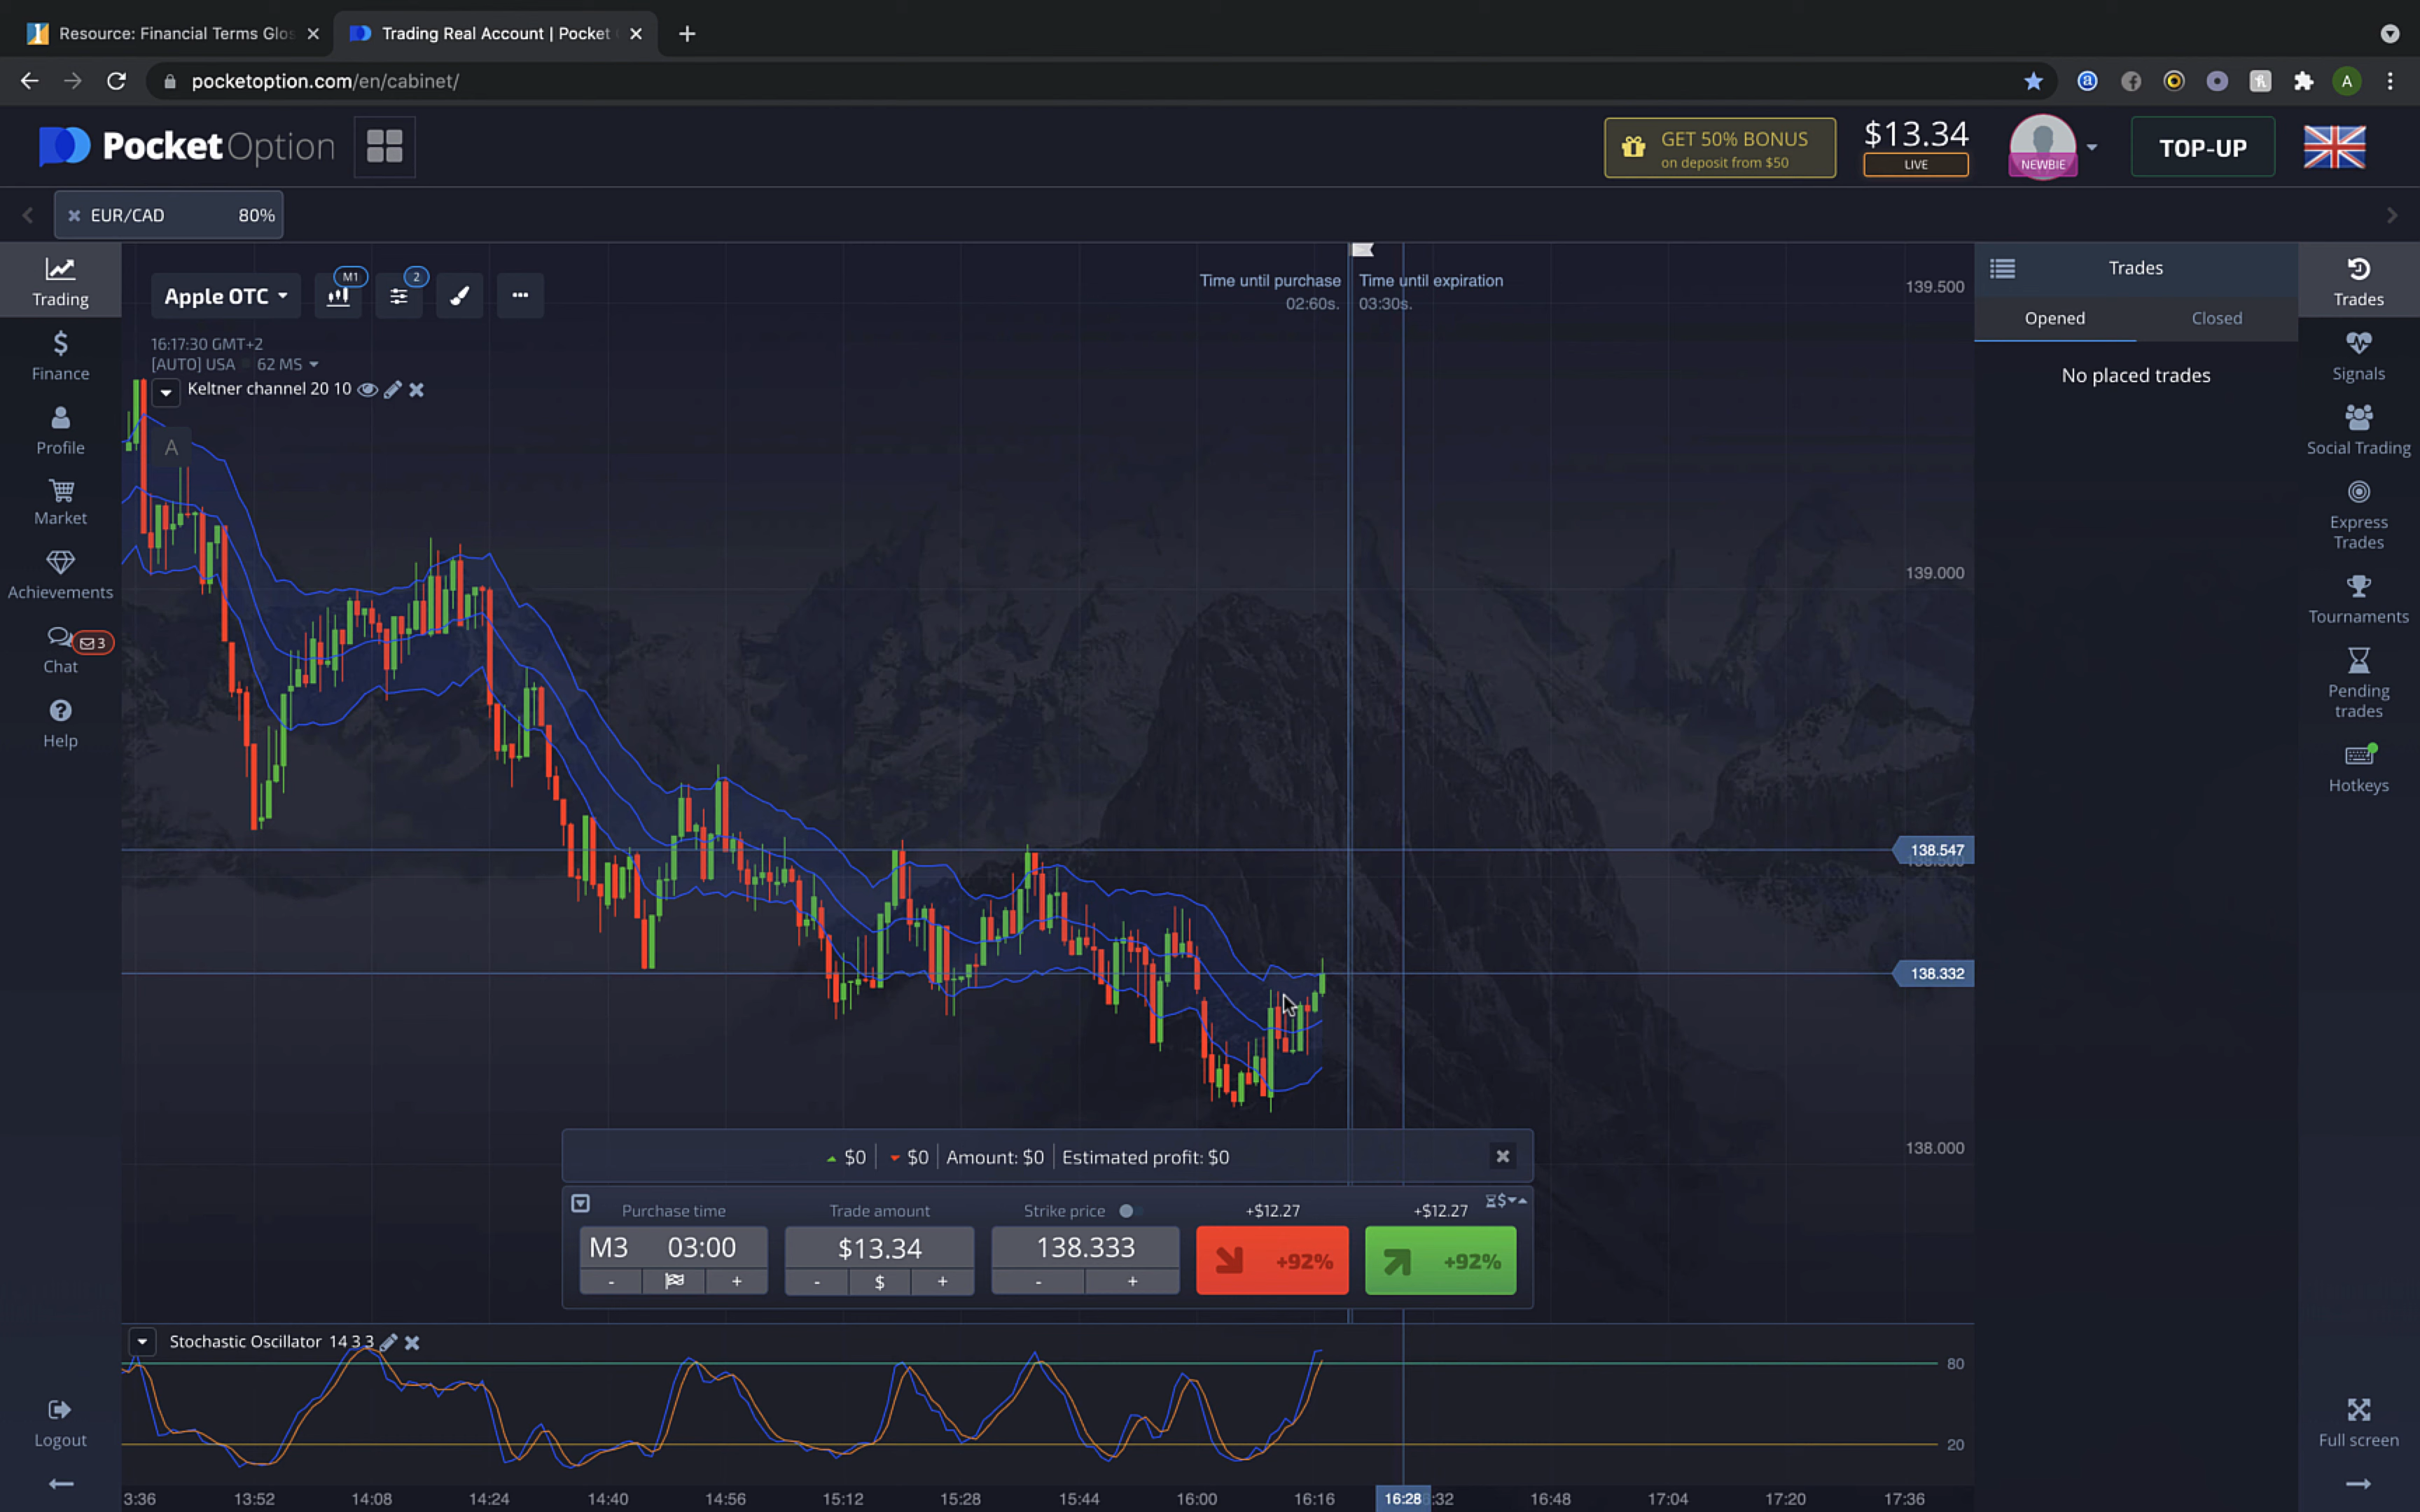 Resource: Financial Terms Glos
Trading Real Account | Pocket
pocketoption.com/en/cabinet/
A
PocketOption
GET 50% BONUS
on deposit from $50
$13.34
LIVE
NEWBIE
TOP-UP
EUR/CAD 80%
Trading
Finance
Profile
Market
Achievements
3
Chat
Help
Logout
Apple OTC
M1
2
16:17:30 GMT+2
[AUTO] USA 62 MS
Keltner channel 20 10
A
Time until purchase
02:60s.
Time until expiration
03:30s.
139.500
139.000
138.547
138.500
138.332
138.000
Trades
Opened
Closed
No placed trades
Trades
Signals
Social Trading
Express
Trades
Tournaments
Pending
trades
Hotkeys
Full screen
$0 $0 Amount: $0 Estimated profit: $0
Purchase time
M3 03:00
-
+
Trade amount
$13.34
- $ +
Strike price
138.333
- +
+$12.27
+92%
+$12.27
+92%
$
Stochastic Oscillator 14 3 3
80
20
3:36 13:52 14:08 14:24 14:40 14:56 15:12 15:28 15:44 16:00 16:16 16:28 :32 16:48 17:04 17:20 17:36